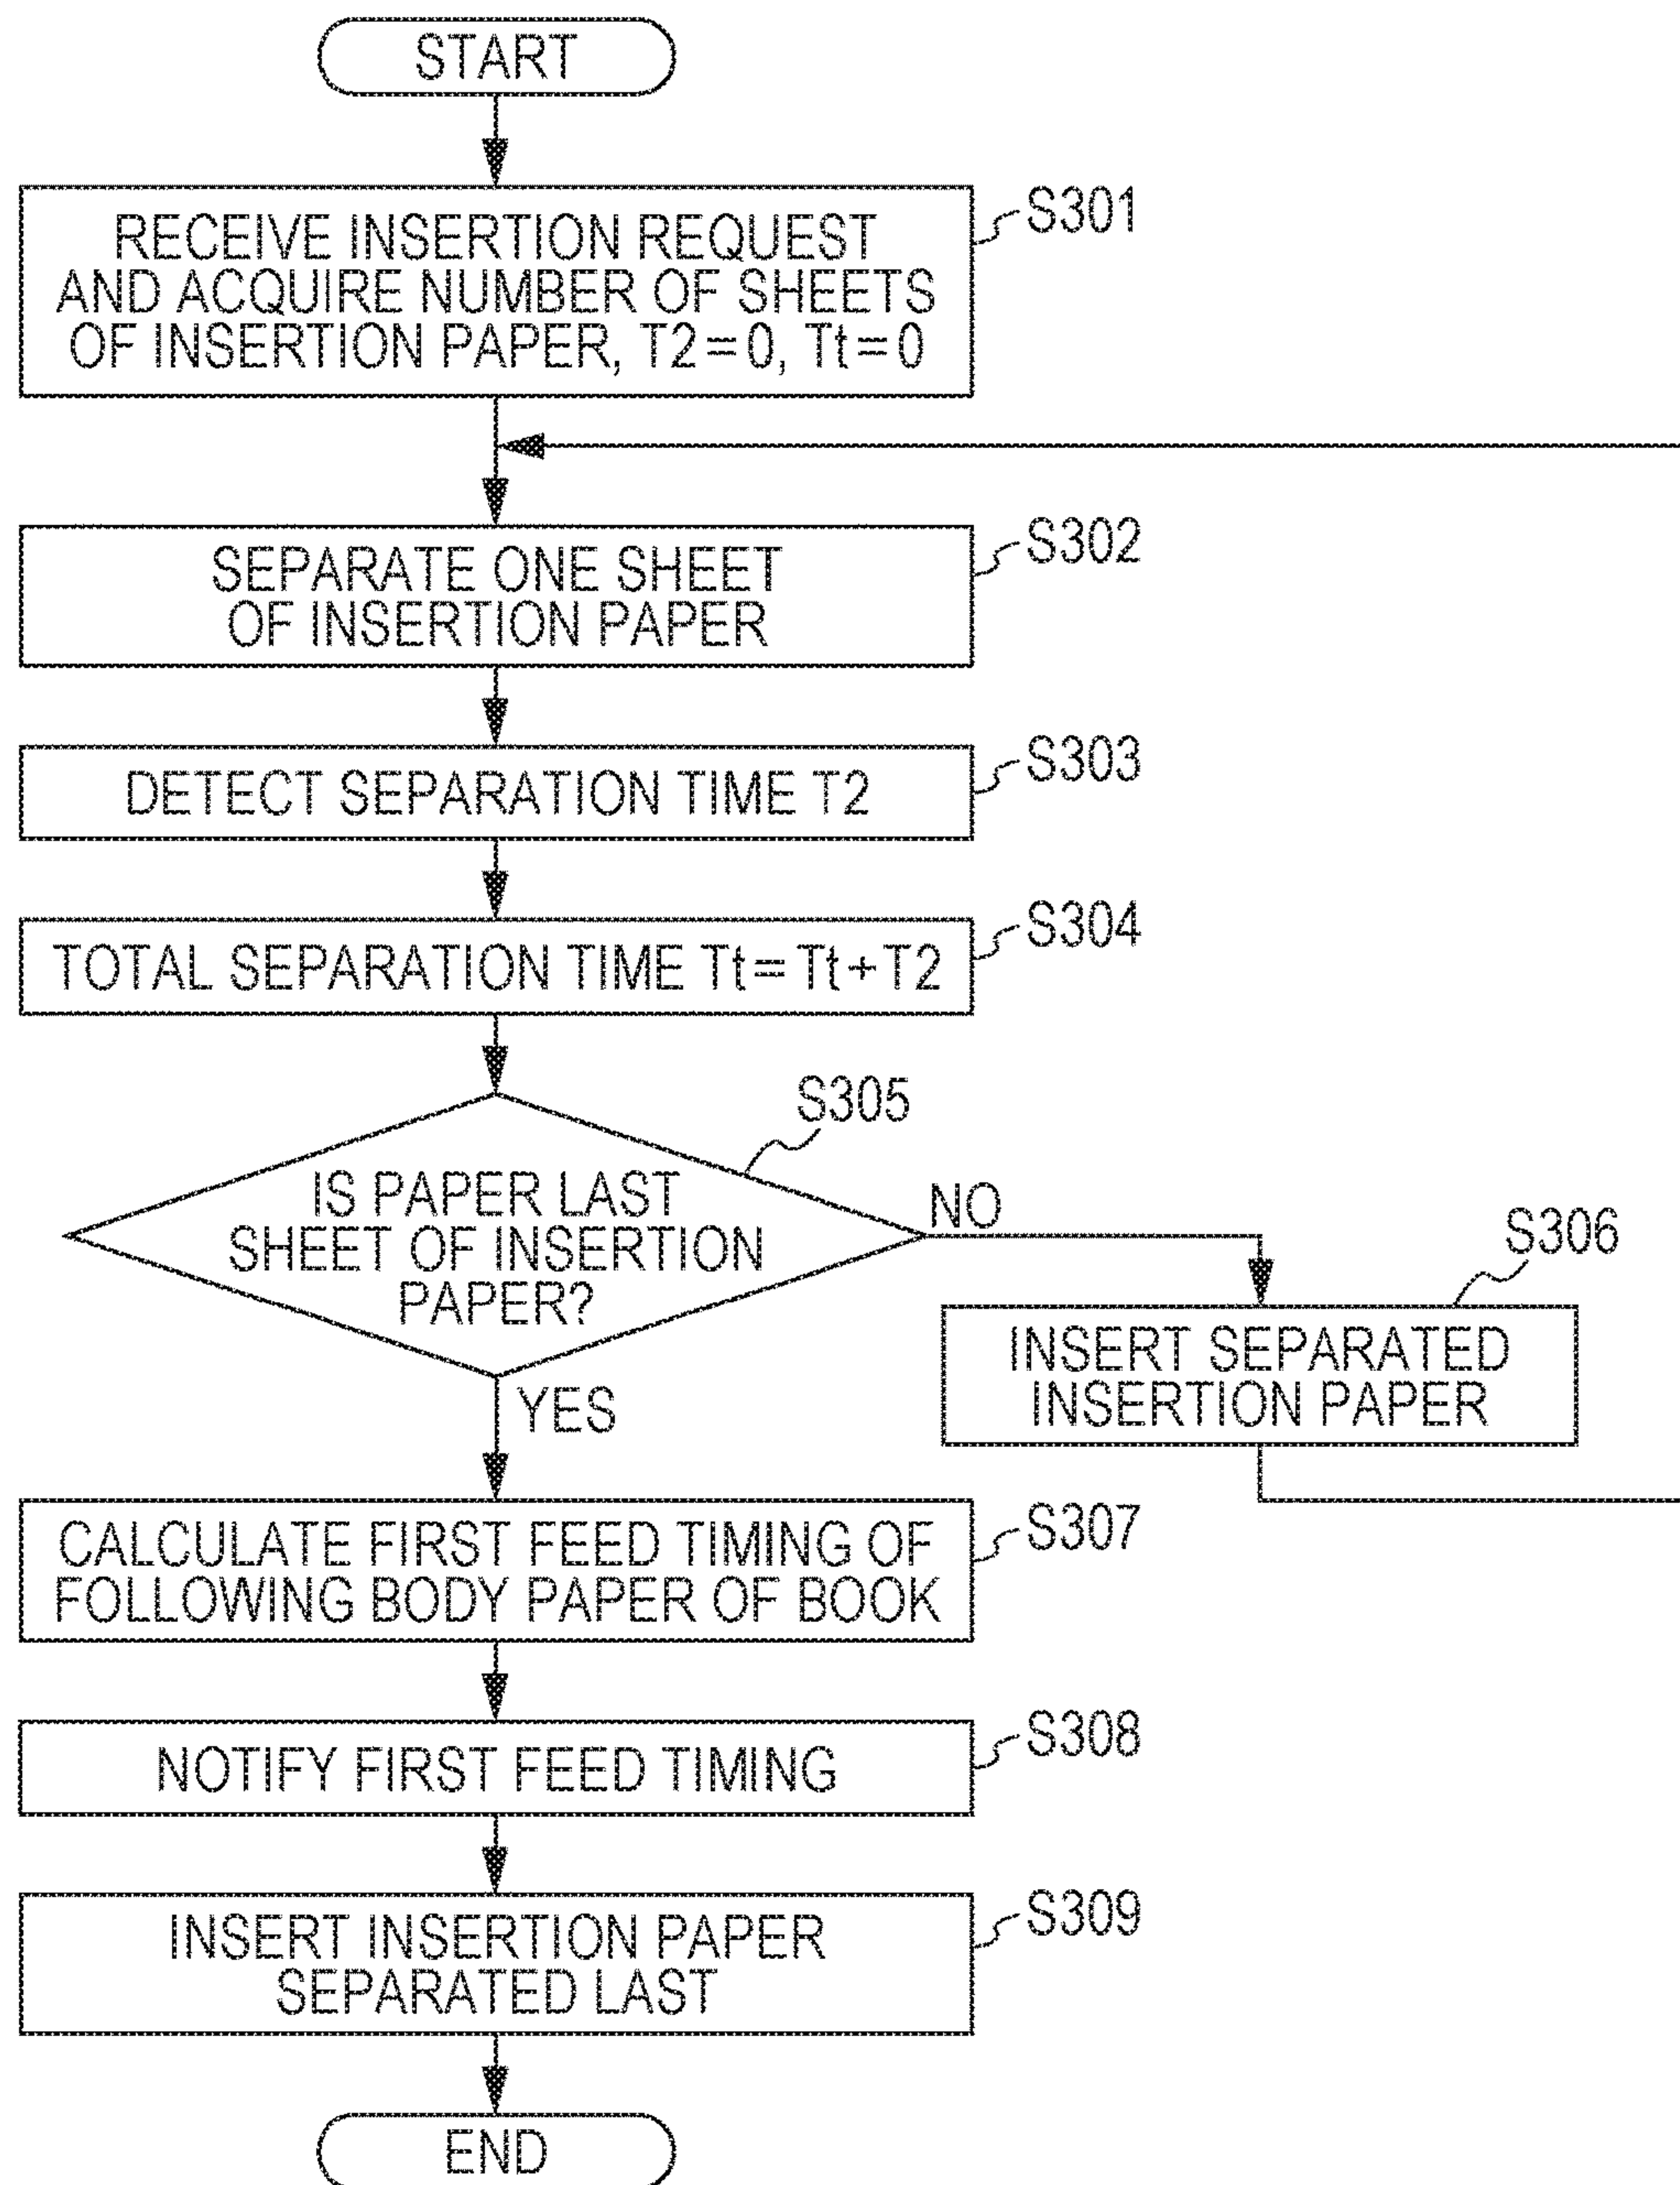 START
S301
RECEIVE INSERTION REQUEST
AND ACQUIRE NUMBER OF SHEETS
OF INSERTION PAPER, T2=0, Tt=0
S302
SEPARATE ONE SHEET
OF INSERTION PAPER
S303
DETECT SEPARATION TIME T2
S304
TOTAL SEPARATION TIME Tt=Tt+T2
S305
IS PAPER LAST
SHEET OF INSERTION
PAPER?
NO
YES
S306
INSERT SEPARATED
INSERTION PAPER
S307
CALCULATE FIRST FEED TIMING OF
FOLLOWING BODY PAPER OF BOOK
S308
NOTIFY FIRST FEED TIMING
S309
INSERT INSERTION PAPER
SEPARATED LAST
END